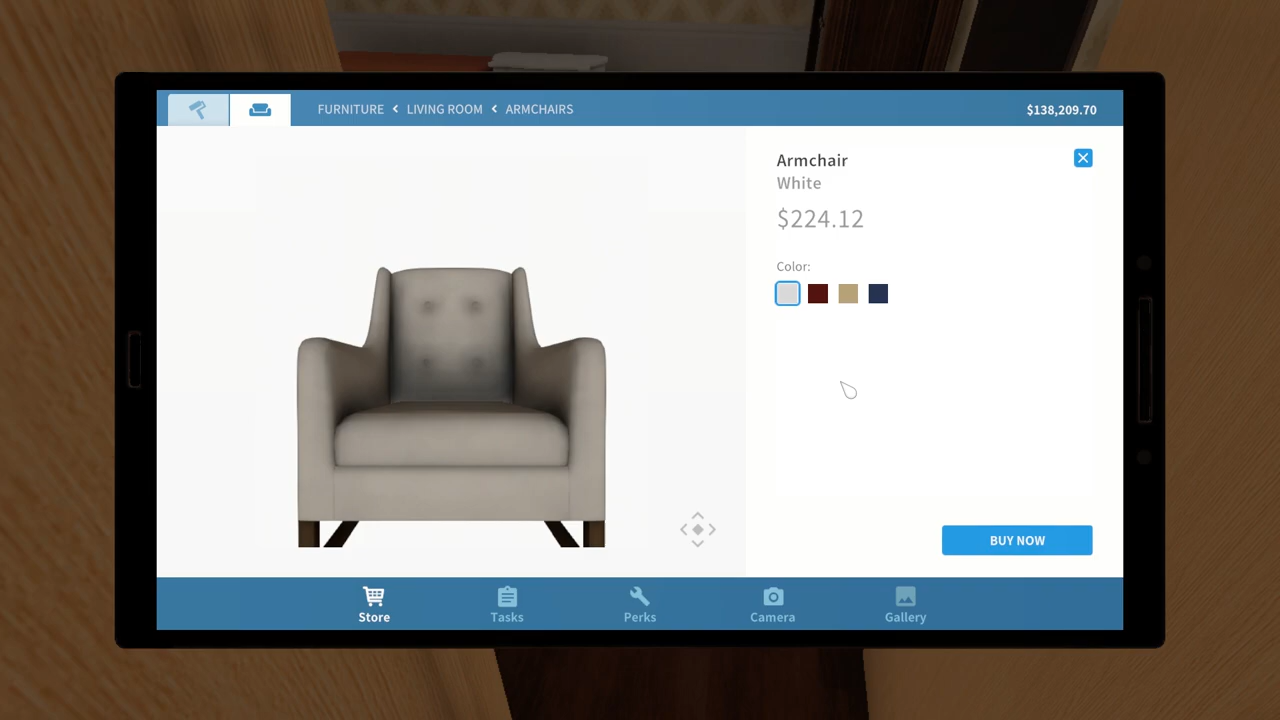 FURNITURE < LIVING ROOM < ARMCHAIRS
$138,209.70
Armchair
White
$224.12
Color:
BUY NOW
Store
Tasks
Perks
Camera
Gallery